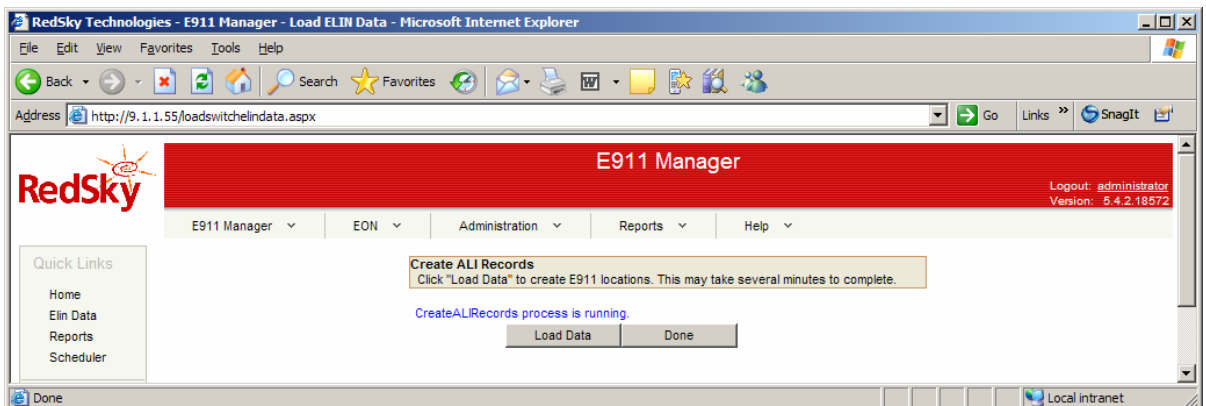 RedSky Technologies - E911 Manager - Load ELIN Data - Microsoft Internet Explorer
File Edit View Favorites Tools Help
Back Search Favorites
Address http://9.1.1.55/loadswitchelindata.aspx Go Links » SnagIt
RedSky
E911 Manager
Logout: administrator
Version: 5.4.2.18572
E911 Manager EON Administration Reports Help
Quick Links
Home
Elin Data
Reports
Scheduler
Create ALI Records
Click "Load Data" to create E911 locations. This may take several minutes to complete.
CreateALIRecords process is running.
Load Data Done
Done Local intranet